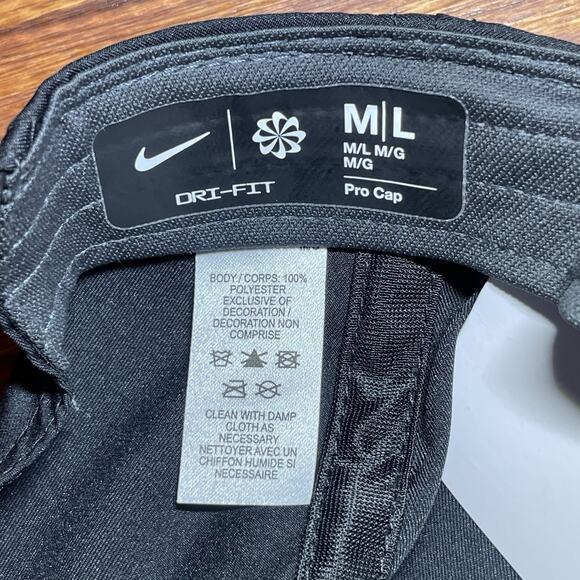 M|L
M/L M/G
M/G
Pro Cap
DRI-FIT
BODY / CORPS: 100%
POLYESTER
EXCLUSIVE OF
DECORATION /
DECORATION NON
COMPRISE
CLEAN WITH DAMP
CLOTH AS
NECESSARY
NETTOYER AVEC UN
CHIFFON HUMIDE SI
NECESSAIRE